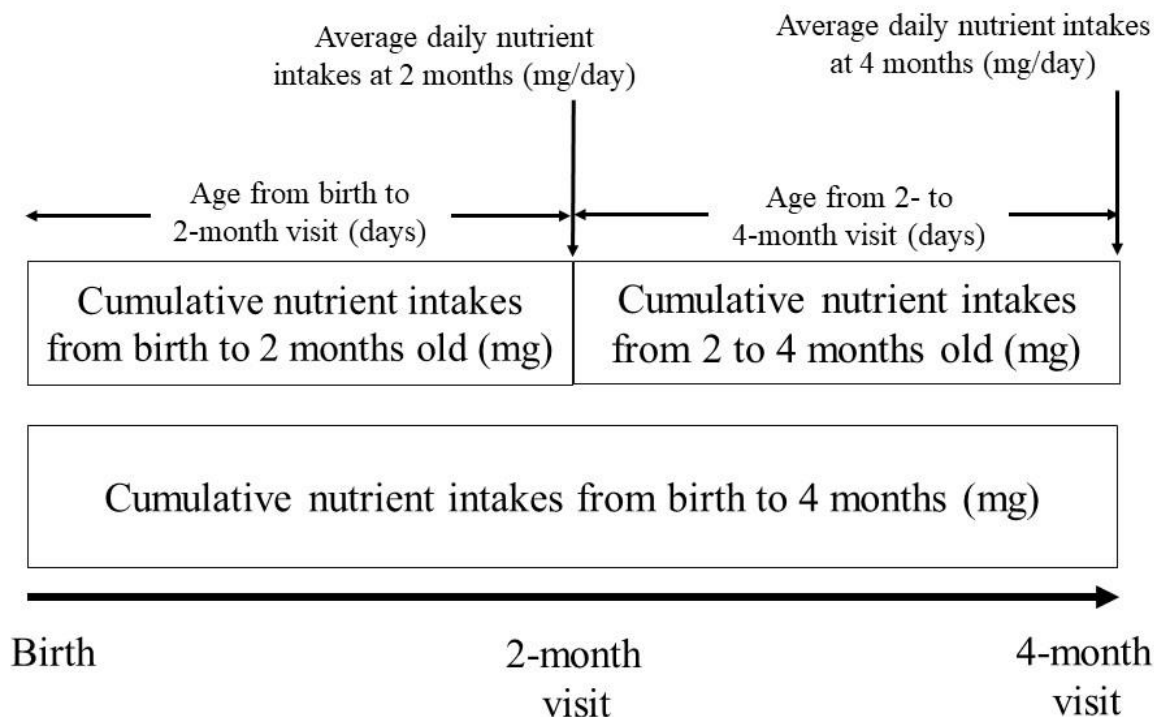 Average daily nutrient
intakes at 2 months (mg/day)
Average daily nutrient intakes
at 4 months (mg/day)
Age from birth to
2-month visit (days)
Age from 2- to
4-month visit (days)
Cumulative nutrient intakes
from birth to 2 months old (mg)
Cumulative nutrient intakes
from 2 to 4 months old (mg)
Cumulative nutrient intakes from birth to 4 months (mg)
Birth
2-month
visit
4-month
visit